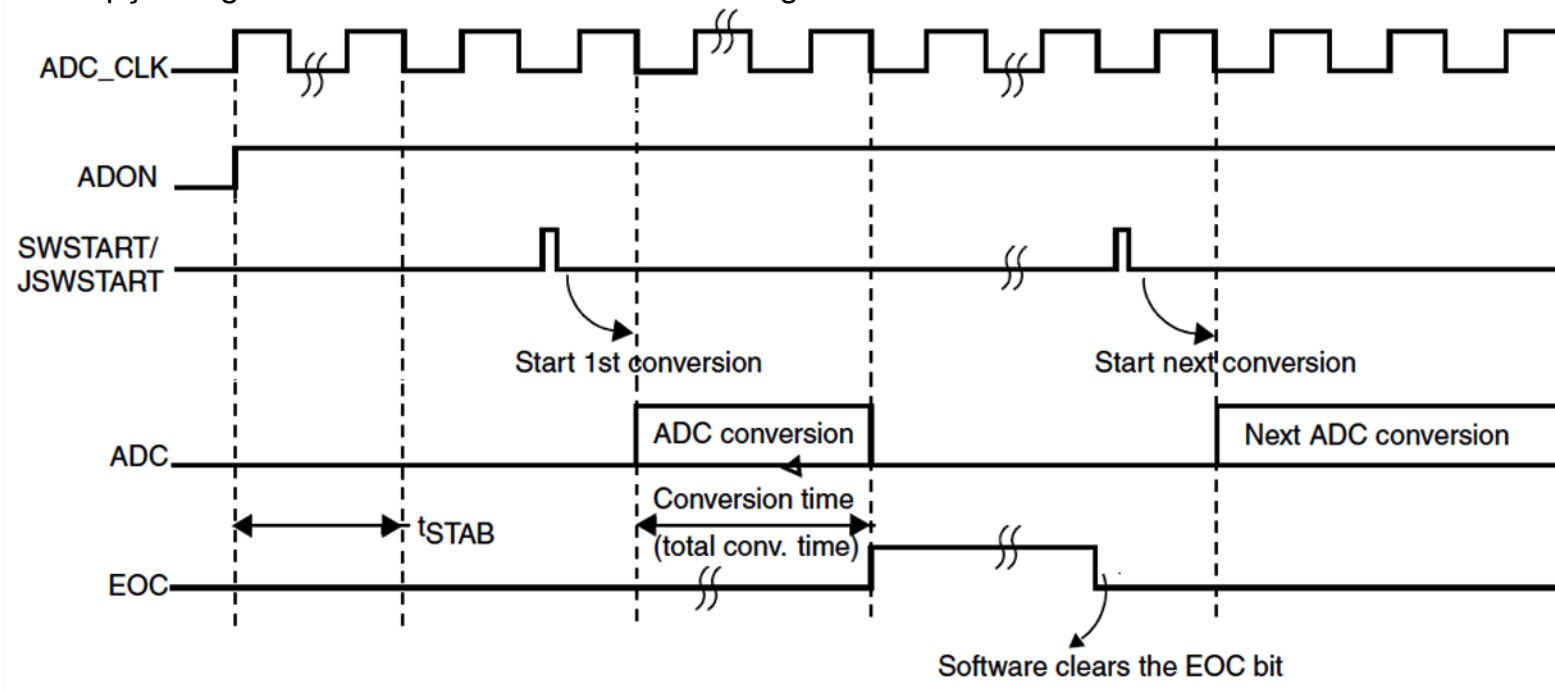 ADC_CLK
ADON
SWSTART/
JSWSTART
Start 1st conversion
Start next conversion
ADC
ADC conversion
Next ADC conversion
Conversion time
(total conv. time)
tSTAB
EOC
Software clears the EOC bit